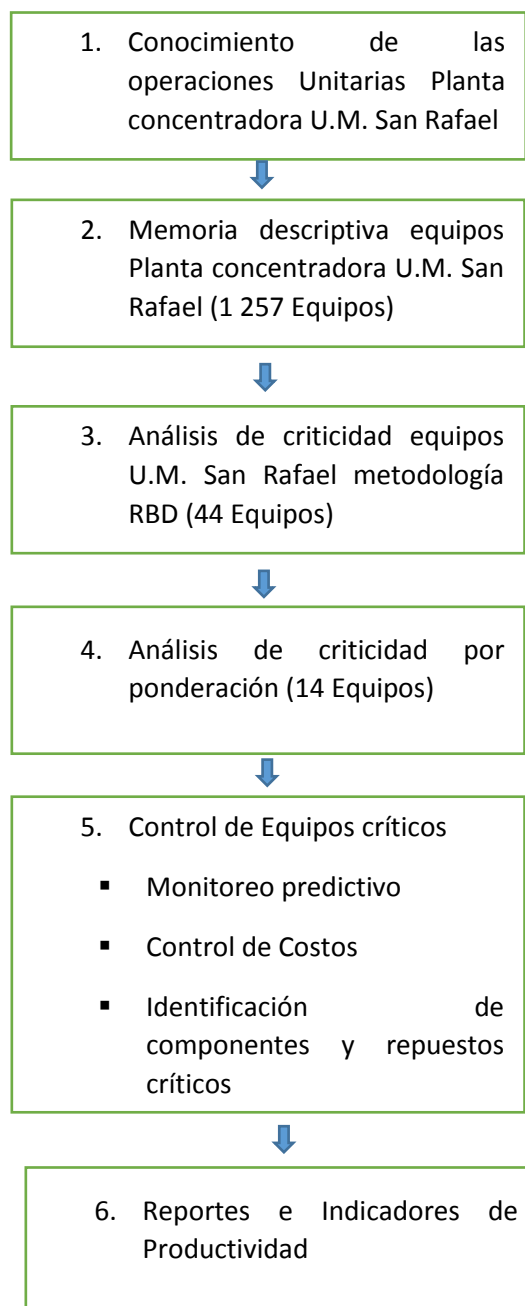 1. Conocimiento de las
operaciones Unitarias Planta
concentradora U.M. San Rafael
2. Memoria descriptiva equipos
Planta concentradora U.M. San
Rafael (1 257 Equipos)
3. Análisis de criticidad equipos
U.M. San Rafael metodología
RBD (44 Equipos)
4. Análisis de criticidad por
ponderación (14 Equipos)
5. Control de Equipos críticos
▪ Monitoreo predictivo
▪ Control de Costos
▪ Identificación de
componentes y repuestos
críticos
6. Reportes e Indicadores de
Productividad